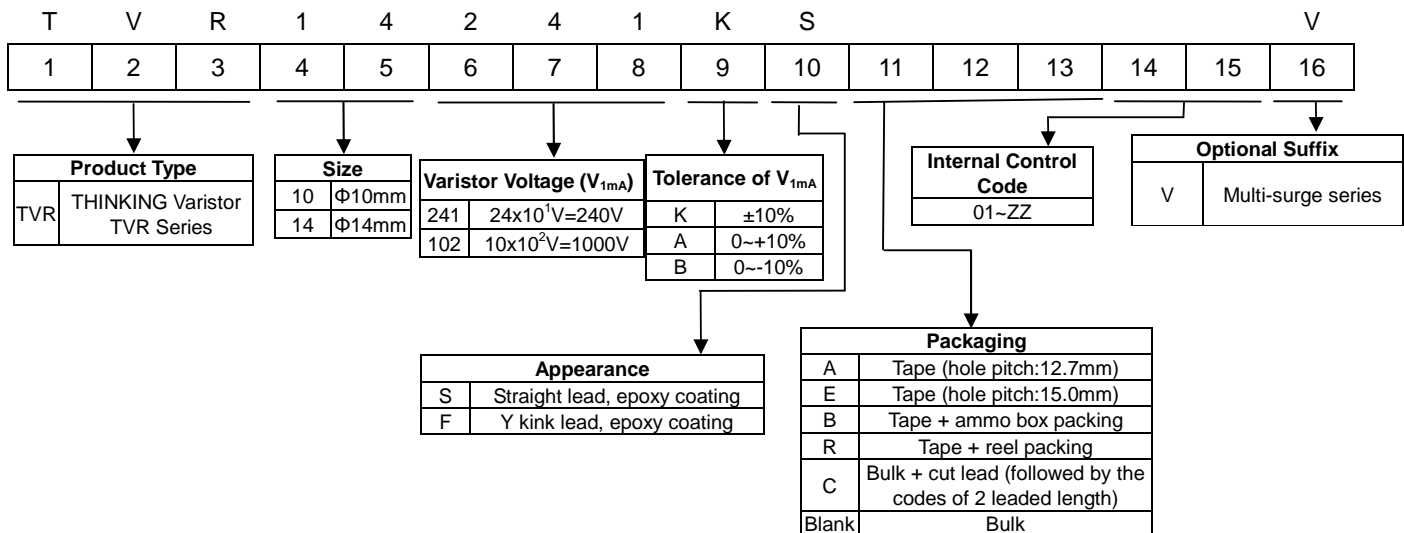 T V R 1 4 2 4 1 K S V
1 2 3 4 5 6 7 8 9 10 11 12 13 14 15 16
Product Type
TVR THINKING Varistor
TVR Series
Size
10 Φ10mm
14 Φ14mm
Varistor Voltage (V1mA)
241 24x10¹V=240V
102 10x10²V=1000V
Tolerance of V1mA
K ±10%
A 0~+10%
B 0~-10%
Internal Control
Code
01~ZZ
Optional Suffix
V Multi-surge series
Appearance
S Straight lead, epoxy coating
F Y kink lead, epoxy coating
Packaging
A Tape (hole pitch:12.7mm)
E Tape (hole pitch:15.0mm)
B Tape + ammo box packing
R Tape + reel packing
C Bulk + cut lead (followed by the
codes of 2 leaded length)
Blank Bulk